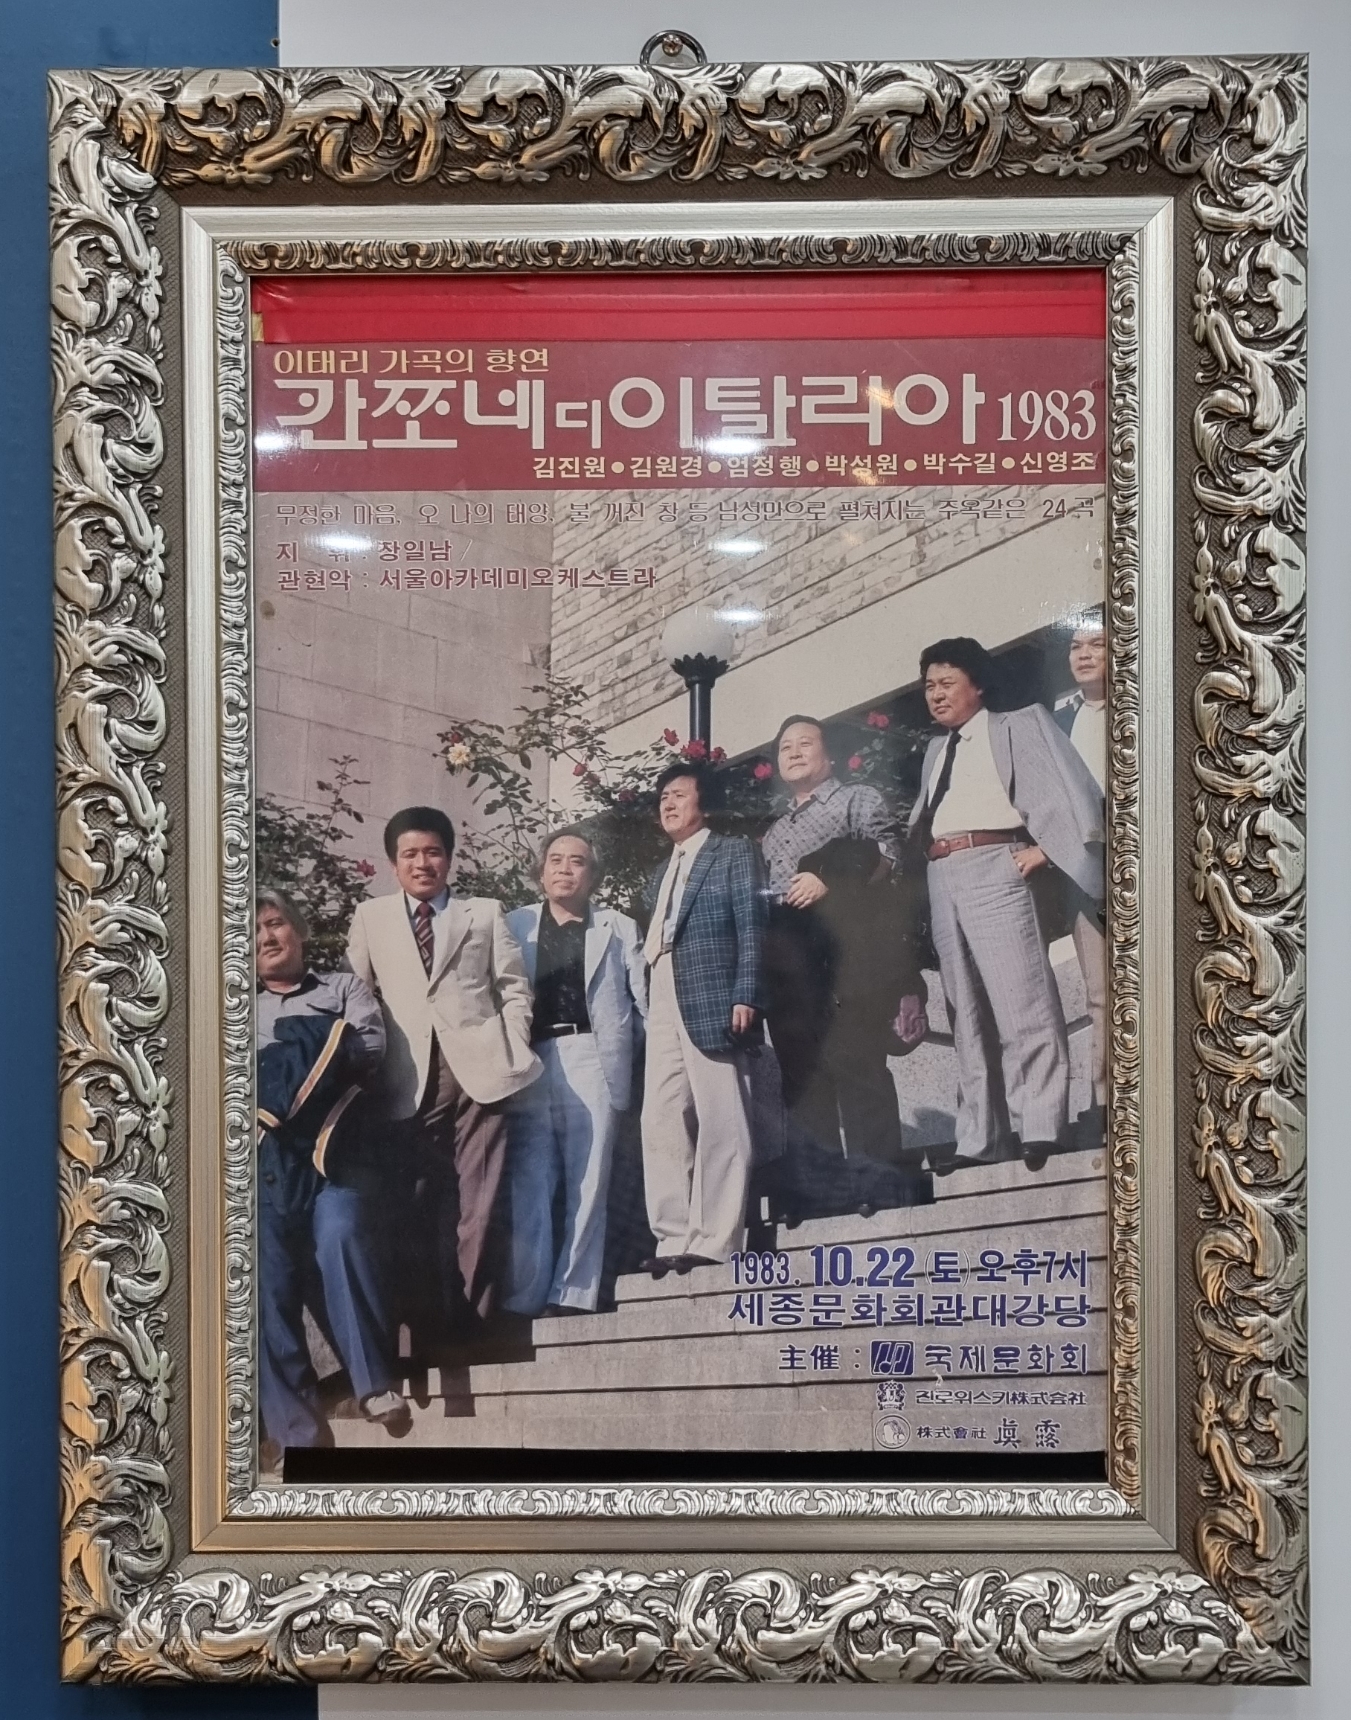 이태리 가곡의 향연
칸쪼네 디 이탈리아 1983
김진원●김원경●엄정행●박성원●박수길●신영조
무정한 마음, 오 나의 태양, 불 꺼진 창 등 남성만으로 펼쳐지는 주옥같은 24곡
지 휘 : 장일남
관현악 : 서울아카데미오케스트라
1983. 10.22 (토) 오후7시
세종문화회관대강당
主催 : 국제문화회
진로위스키株式会社
株式會社 眞露